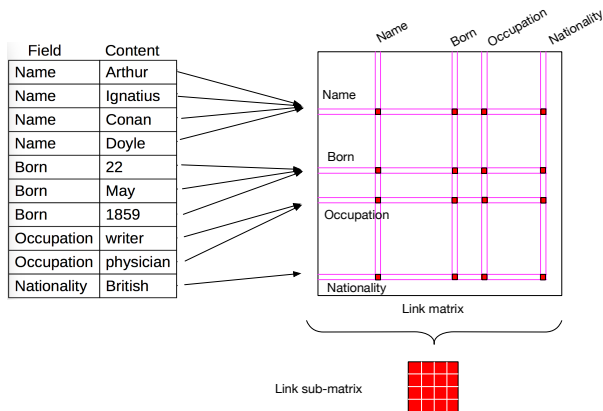 Name Born Occupation Nationality
Field Content
Name Arthur
Name Ignatius
Name Conan
Name Doyle
Born 22
Born May
Born 1859
Occupation writer
Occupation physician
Nationality British
Name
Born
Occupation
Nationality
Link matrix
Link sub-matrix